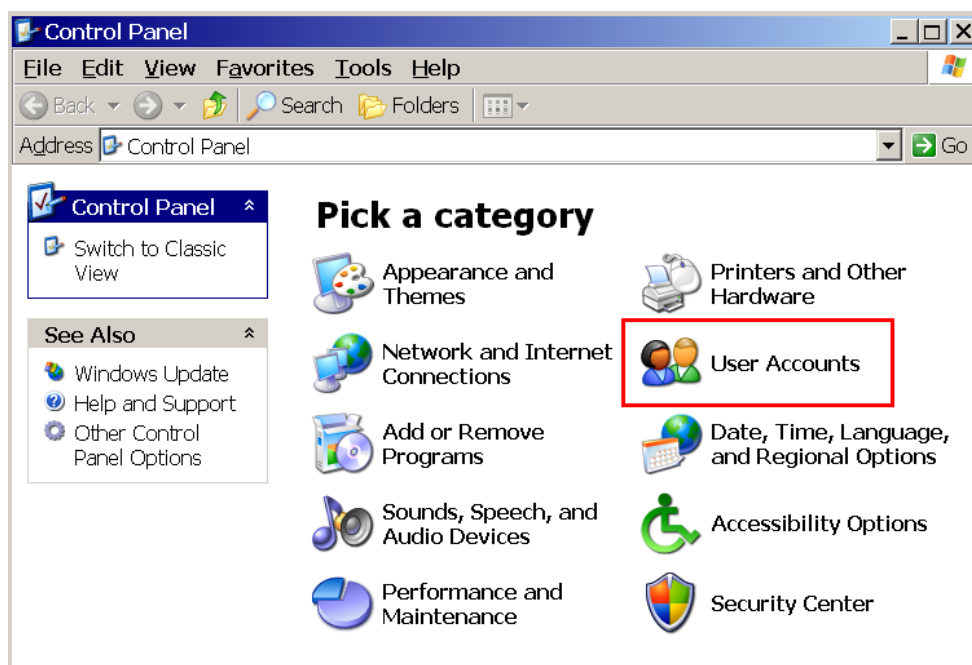 Control Panel
File Edit View Favorites Tools Help
Back Search Folders
Address Control Panel Go
Control Panel
Switch to Classic
View
See Also
Windows Update
Help and Support
Other Control
Panel Options
Pick a category
Appearance and
Themes
Printers and Other
Hardware
Network and Internet
Connections
User Accounts
Add or Remove
Programs
Date, Time, Language,
and Regional Options
Sounds, Speech, and
Audio Devices
Accessibility Options
Performance and
Maintenance
Security Center